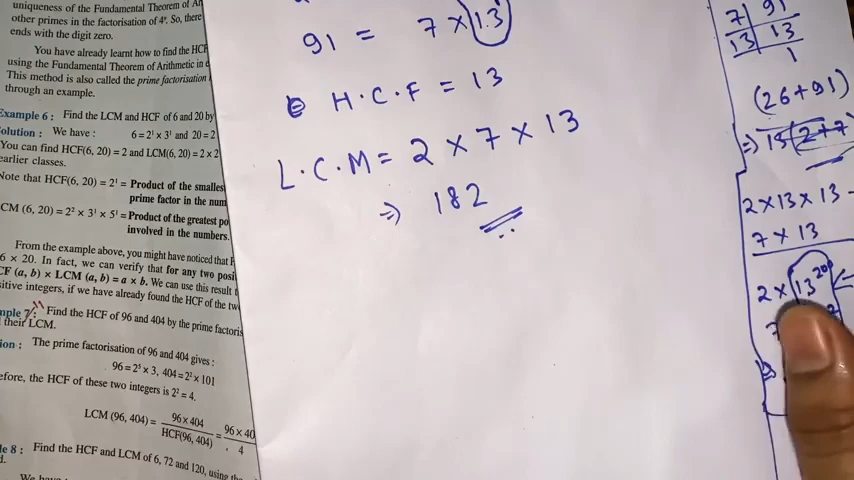 uniqueness of the Fundamental Theorem of
other primes in the factorisation of 4ⁿ. So, there
ends with the digit zero.
You have already learnt how to find the HCF
using the Fundamental Theorem of Arithmetic in
This method is also called the prime factorisation
through an example.
Example 6 : Find the LCM and HCF of 6 and 20 by
olution : We have : 6 = 2¹ × 3¹ and 20 = 2
You can find HCF(6, 20) = 2 and LCM(6, 20) = 2 × 2
earlier classes.
Note that HCF(6, 20) = 2¹ = Product of the smalles
prime factor in the num
CM (6, 20) = 2² × 3¹ × 5¹ = Product of the greatest po
involved in the numbers.
From the example above, you might have noticed that
6 × 20. In fact, we can verify that for any two posi
CF (a, b) × LCM (a, b) = a × b. We can use this result
sitive integers, if we have already found the HCF of the tw
mple 7 : Find the HCF of 96 and 404 by the prime factoris
their LCM.
ion : The prime factorisation of 96 and 404 gives :
96 = 2⁵ × 3, 404 = 2² × 101
efore, the HCF of these two integers is 2² = 4.
LCM (96, 404) = 96 × 404 / HCF(96, 404) = 96 × 40 / 4
le 8 : Find the HCF and LCM of 6, 72 and 120, using
91 = 7 × 13
H.C.F = 13
L.C.M = 2 × 7 × 13
=) 182
7 | 91
13 | 13
1
(26+91)
=) 13(2+7)
2×13×13
7×13
2×13